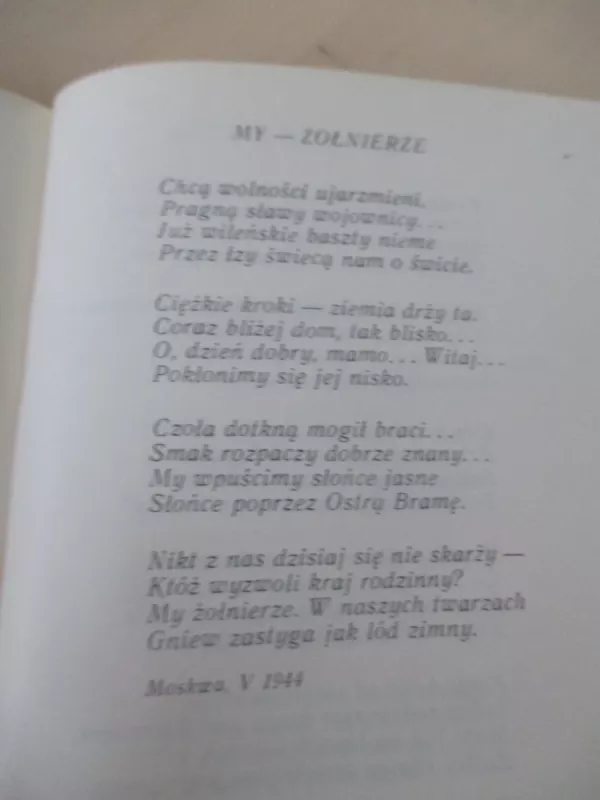 MY — ŻOŁNIERZE
Chcą wolności ujarzmieni,
Pragną sławy wojownicy...
Już wileńskie baszty nieme
Przez łzy świecą nam o świcie.
Ciężkie kroki — ziemia drży ta.
Coraz bliżej dom, tak blisko...
O, dzień dobry, mamo... Witaj...
Pokłonimy się jej nisko.
Czoła dotkną mogił braci...
Smak rozpaczy dobrze znany...
My wpuścimy słońce jasne
Słońce poprzez Ostrą Bramę.
Nikt z nas dzisiaj się nie skarży —
Któż wyzwoli kraj rodzinny?
My żołnierze. W naszych twarzach
Gniew zastyga jak lód zimny.
Moskwa, V 1944